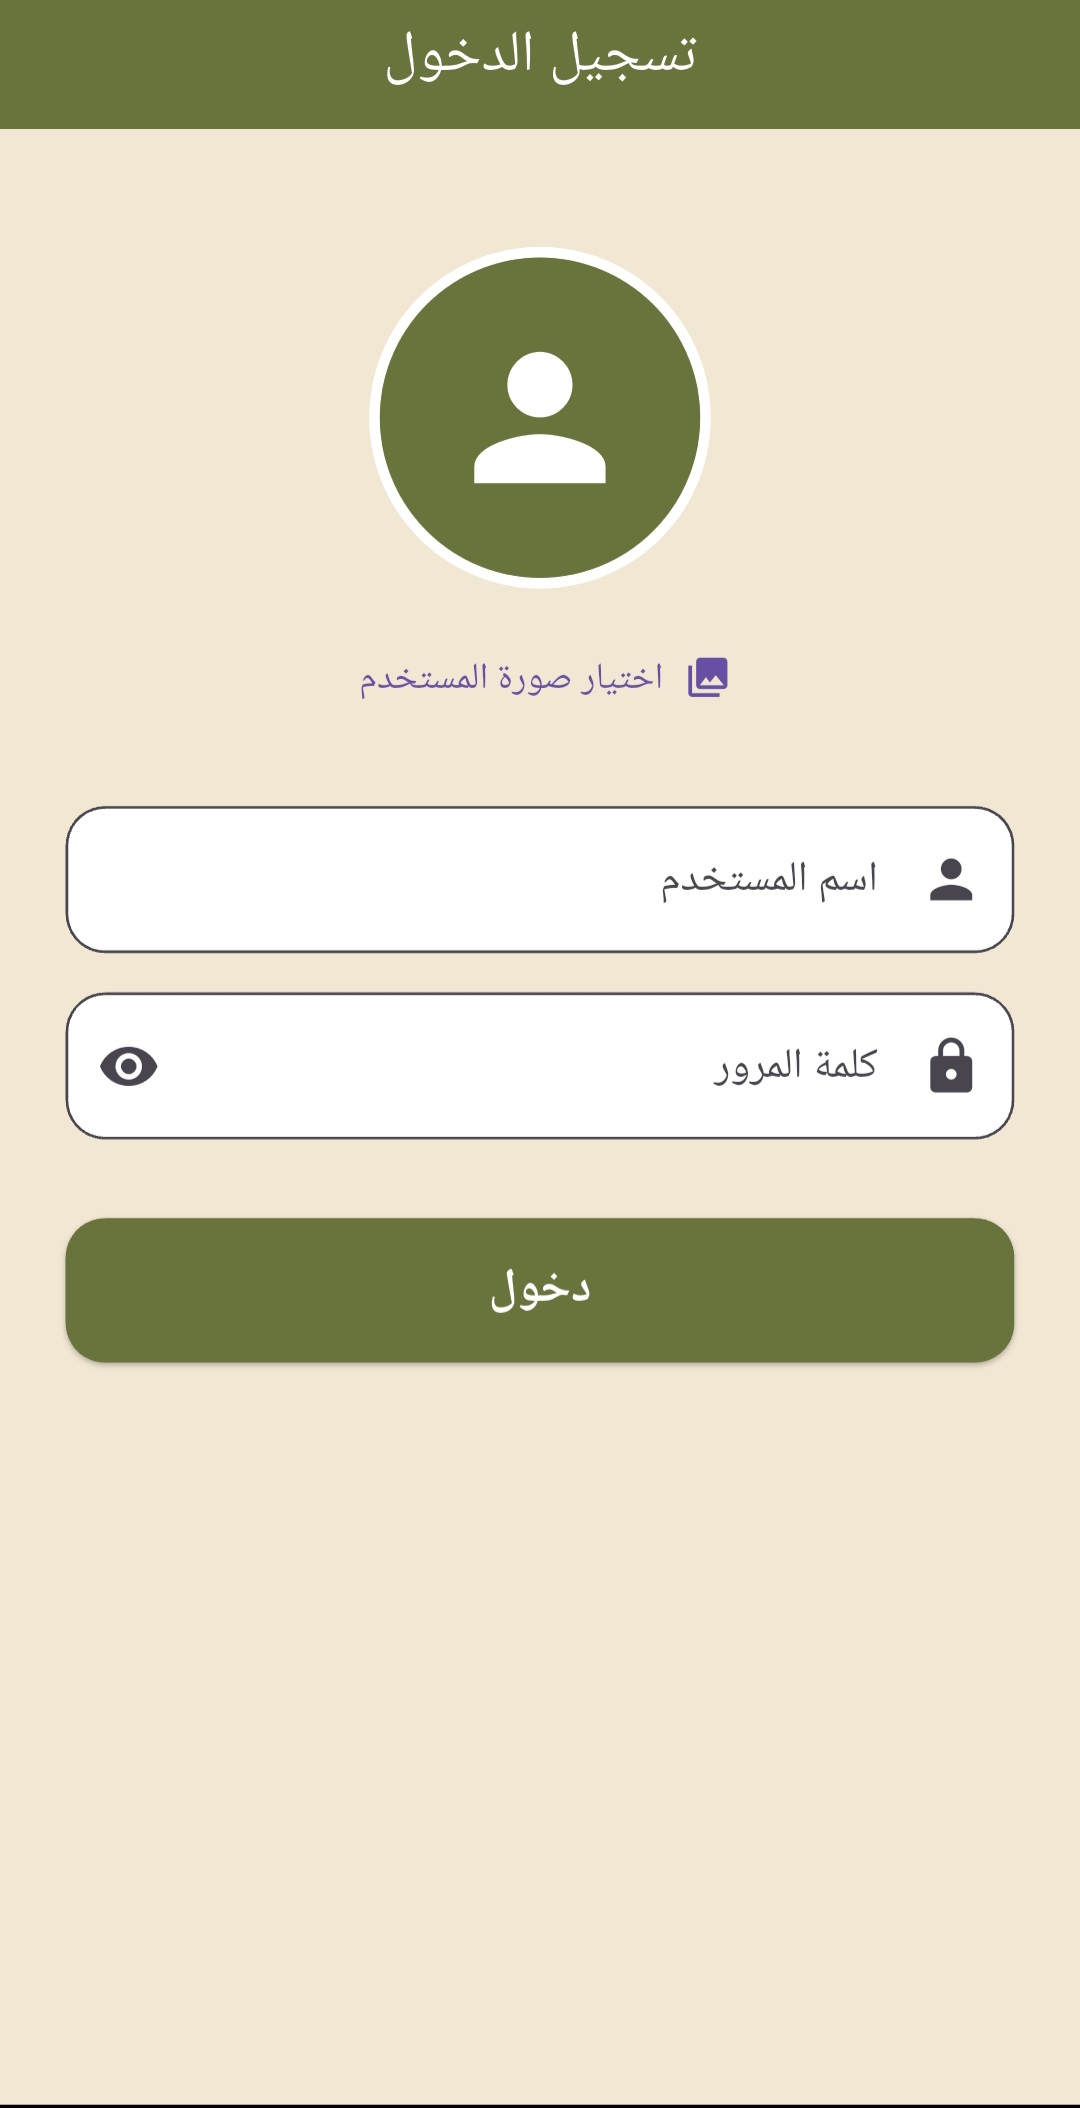 تسجيل الدخول
اختيار صورة المستخدم
اسم المستخدم
كلمة المرور
دخول